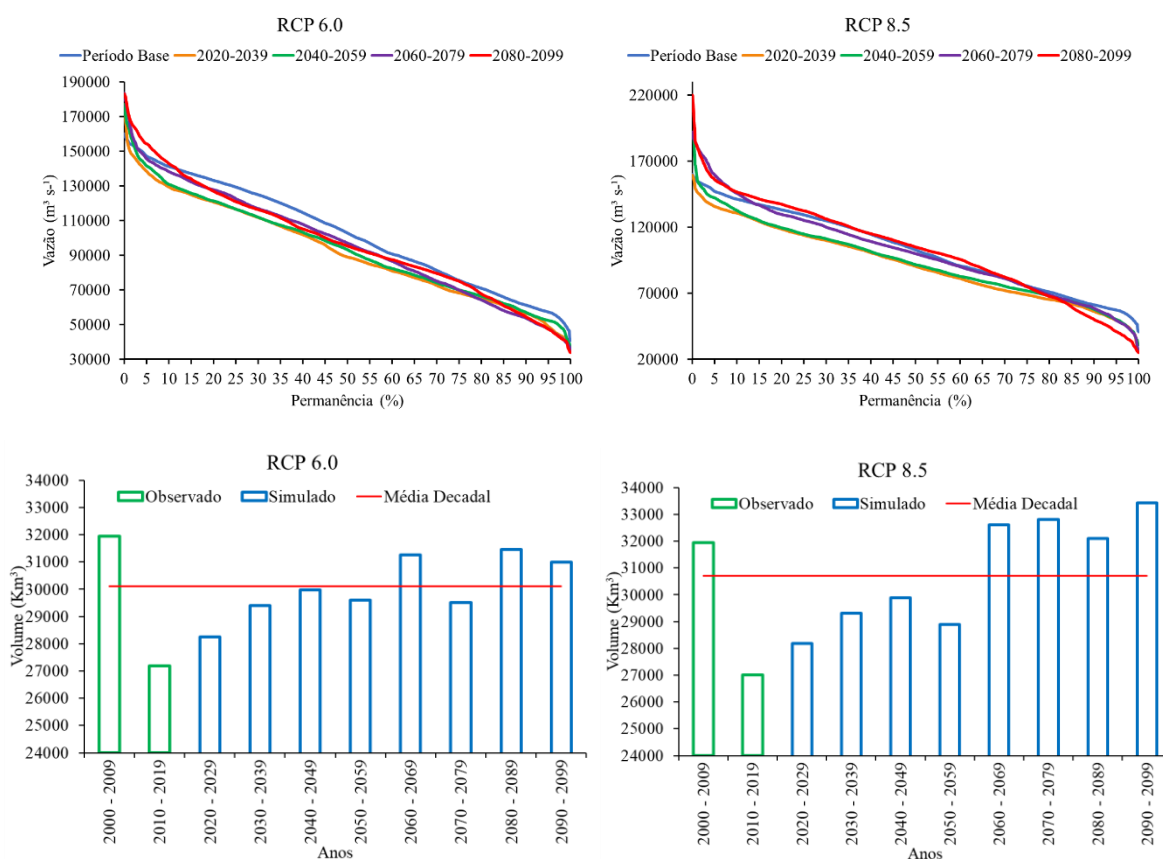 RCP 6.0
Período Base 2020-2039 2040-2059 2060-2079 2080-2099
190000
170000
150000
130000
110000
90000
70000
50000
30000
Vazão (m³ s-¹)
0 5 10 15 20 25 30 35 40 45 50 55 60 65 70 75 80 85 90 95 100
Permanência (%)
RCP 8.5
Período Base 2020-2039 2040-2059 2060-2079 2080-2099
220000
170000
120000
70000
20000
Vazão (m³ s-¹)
0 5 10 15 20 25 30 35 40 45 50 55 60 65 70 75 80 85 90 95 100
Permanência (%)
RCP 6.0
Observado Simulado Média Decadal
34000
33000
32000
31000
30000
29000
28000
27000
26000
25000
24000
Volume (Km³)
2000 - 2009
2010 - 2019
2020 - 2029
2030 - 2039
2040 - 2049
2050 - 2059
2060 - 2069
2070 - 2079
2080 - 2089
2090 - 2099
Anos
RCP 8.5
Observado Simulado Média Decadal
34000
33000
32000
31000
30000
29000
28000
27000
26000
25000
24000
Volume (Km³)
2000 - 2009
2010 - 2019
2020 - 2029
2030 - 2039
2040 - 2049
2050 - 2059
2060 - 2069
2070 - 2079
2080 - 2089
2090 - 2099
Anos